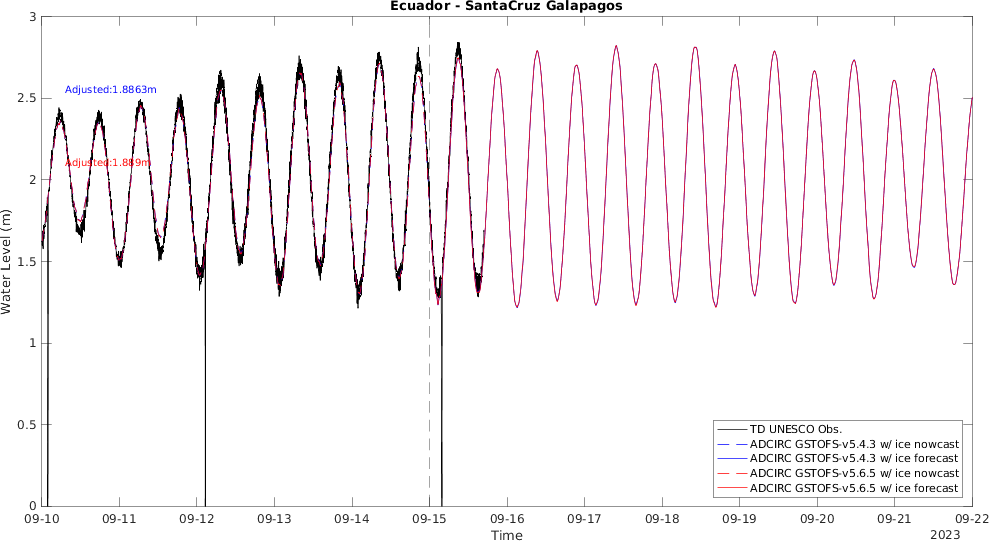 Ecuador - SantaCruz Galapagos
3
2.5
2
1.5
1
0.5
0
Water Level (m)
Adjusted:1.8863m
Adjusted:1.889m
TD UNESCO Obs.
ADCIRC GSTOFS-v5.4.3 w/ ice nowcast
ADCIRC GSTOFS-v5.4.3 w/ ice forecast
ADCIRC GSTOFS-v5.6.5 w/ ice nowcast
ADCIRC GSTOFS-v5.6.5 w/ ice forecast
09-10 09-11 09-12 09-13 09-14 09-15 09-16 09-17 09-18 09-19 09-20 09-21 09-22
Time
2023